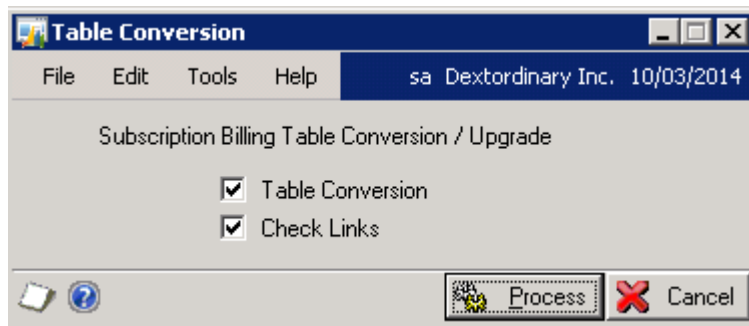 Table Conversion
File Edit Tools Help sa Dextordinary Inc. 10/03/2014
Subscription Billing Table Conversion / Upgrade
Table Conversion
Check Links
Process Cancel